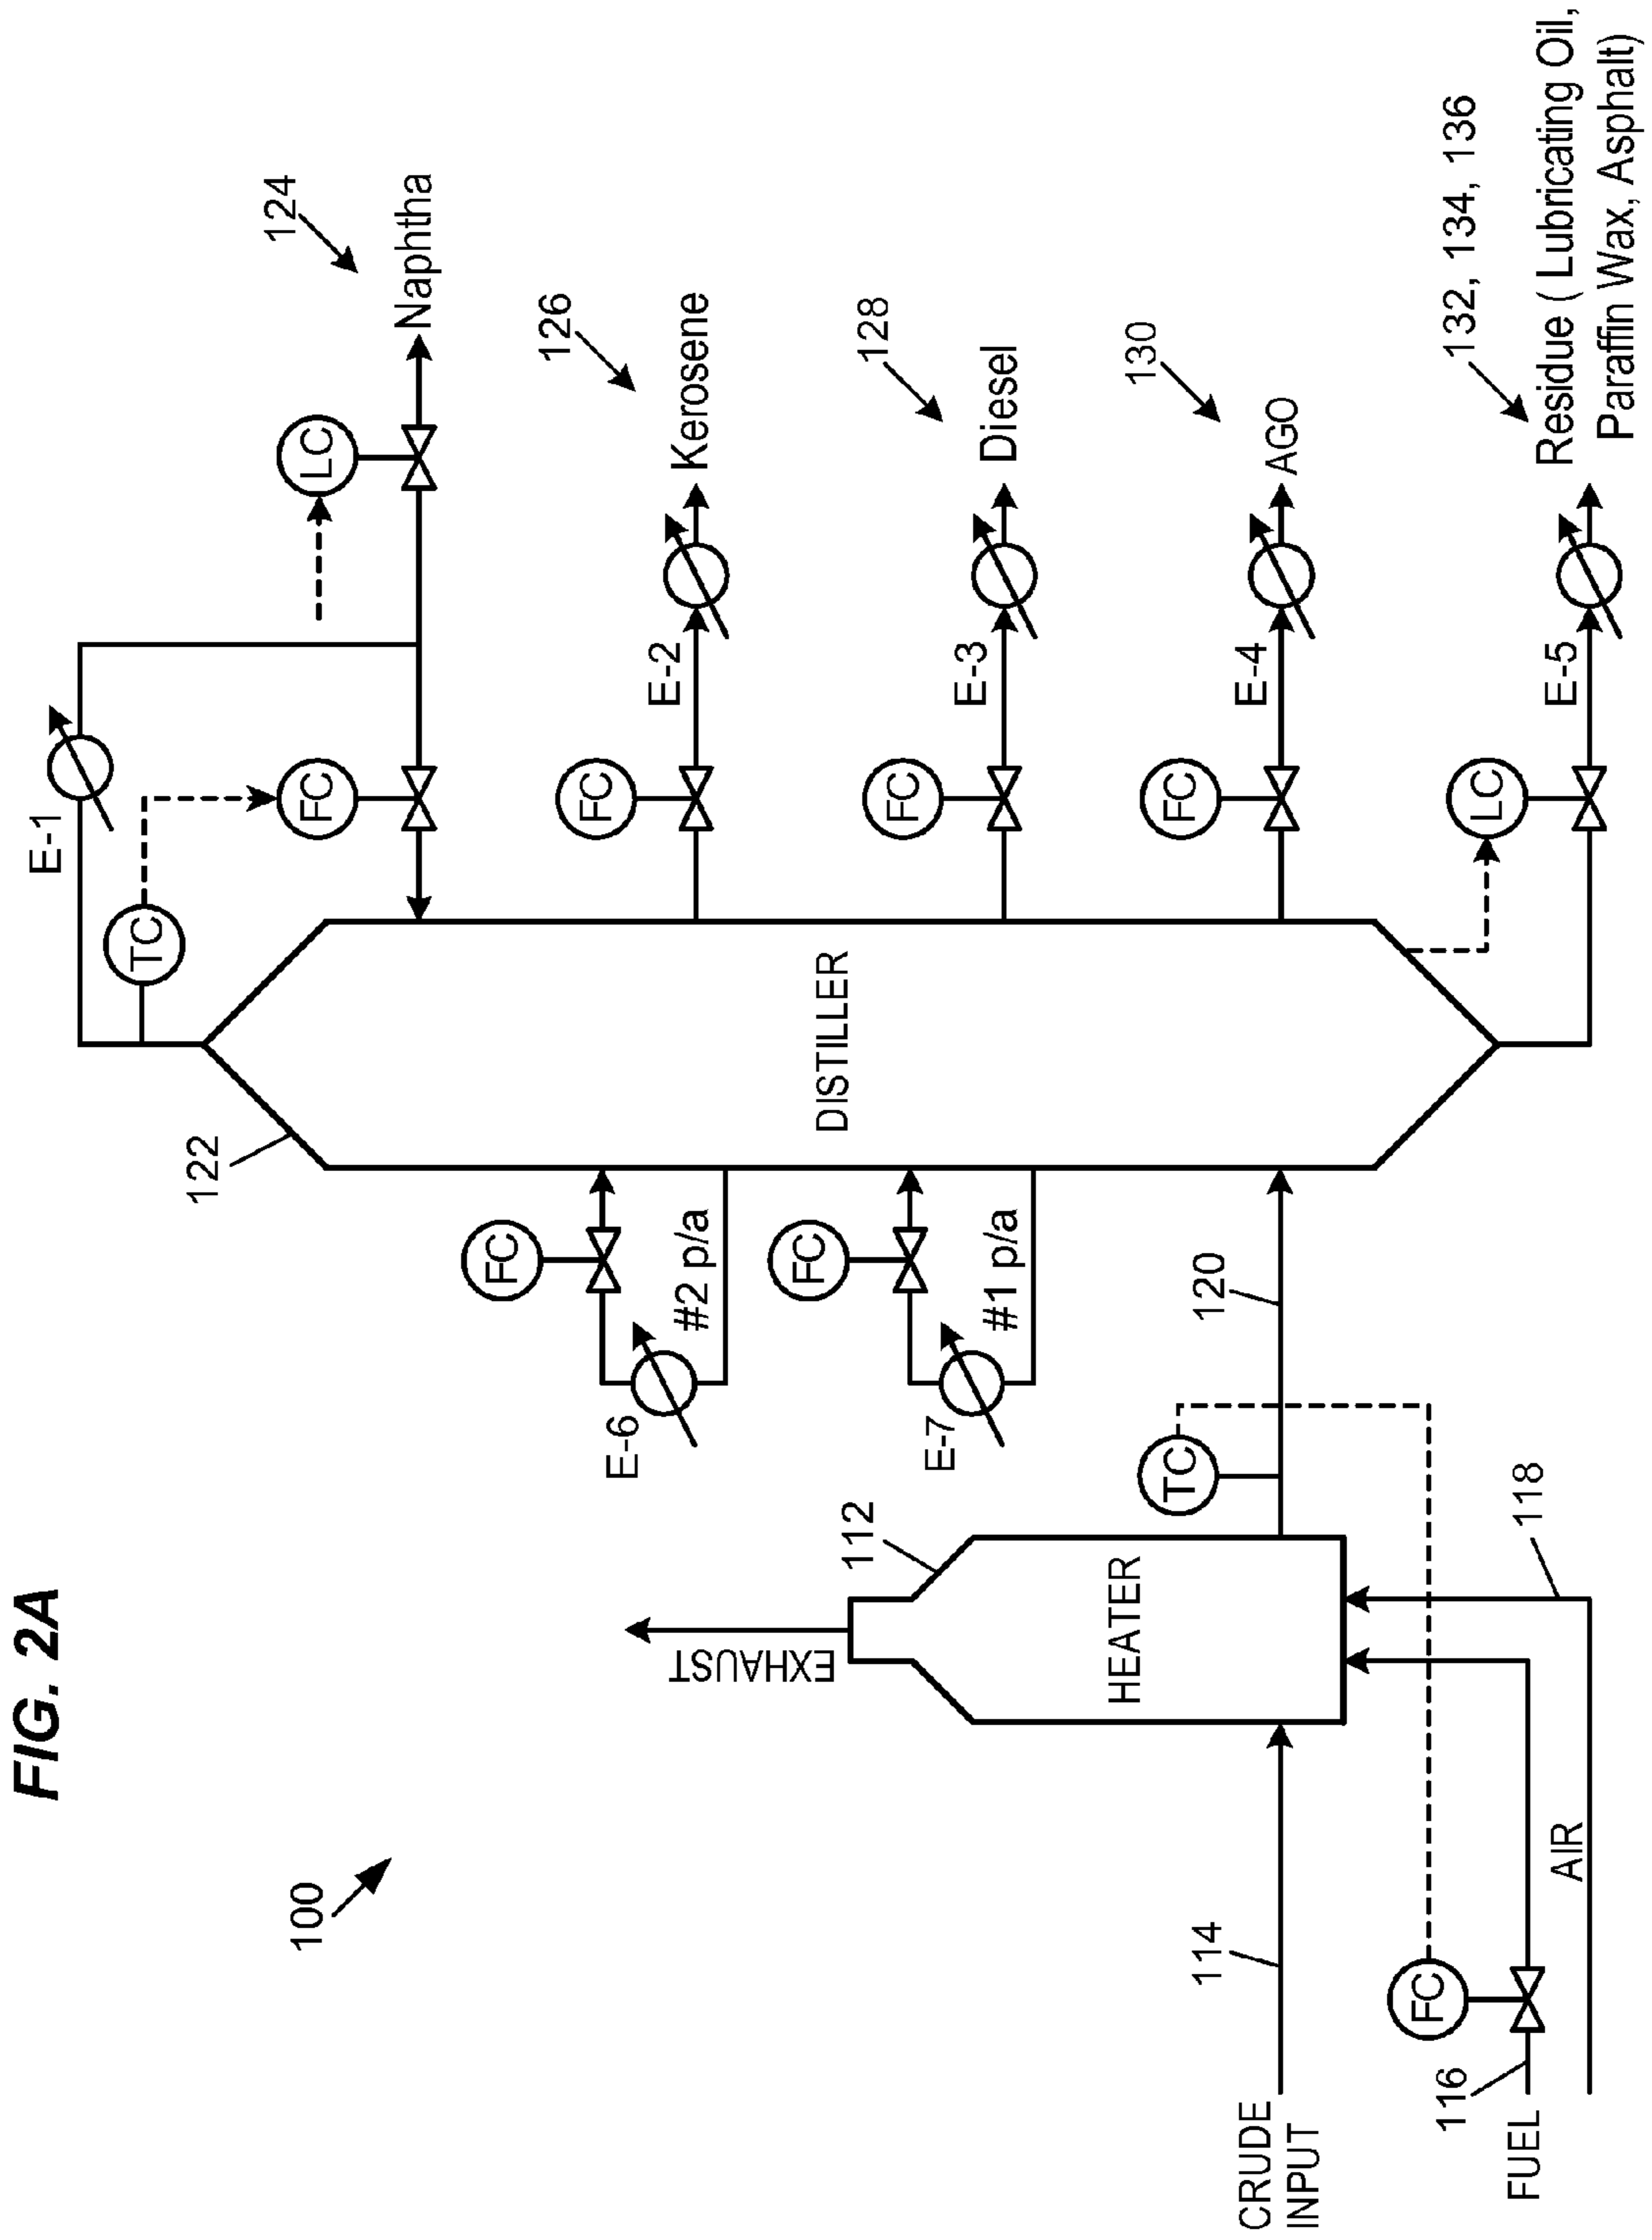 FIG. 2A
100
E-1
TC
FC
LC
124
Naphtha
122
FC
E-6
#2 p/a
FC
E-2
126
Kerosene
DISTILLER
FC
E-7
#1 p/a
FC
E-3
128
Diesel
EXHAUST
112
HEATER
TC
120
FC
E-4
130
AGO
CRUDE
INPUT
114
FC
116
FUEL
AIR
118
LC
E-5
132, 134, 136
Residue ( Lubricating Oil,
Paraffin Wax, Asphalt)